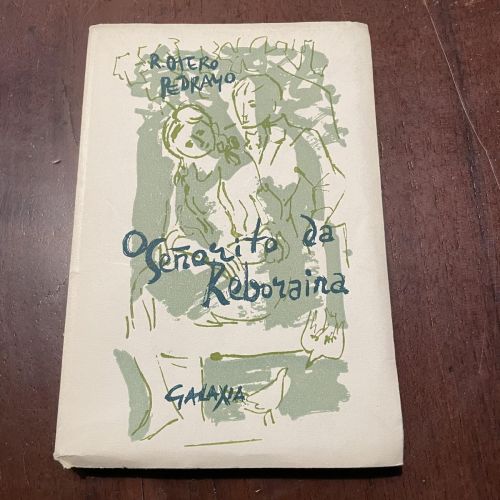 R. OTERO
PEDRAYO
O Señorito da
Reboraina
GALAXIA